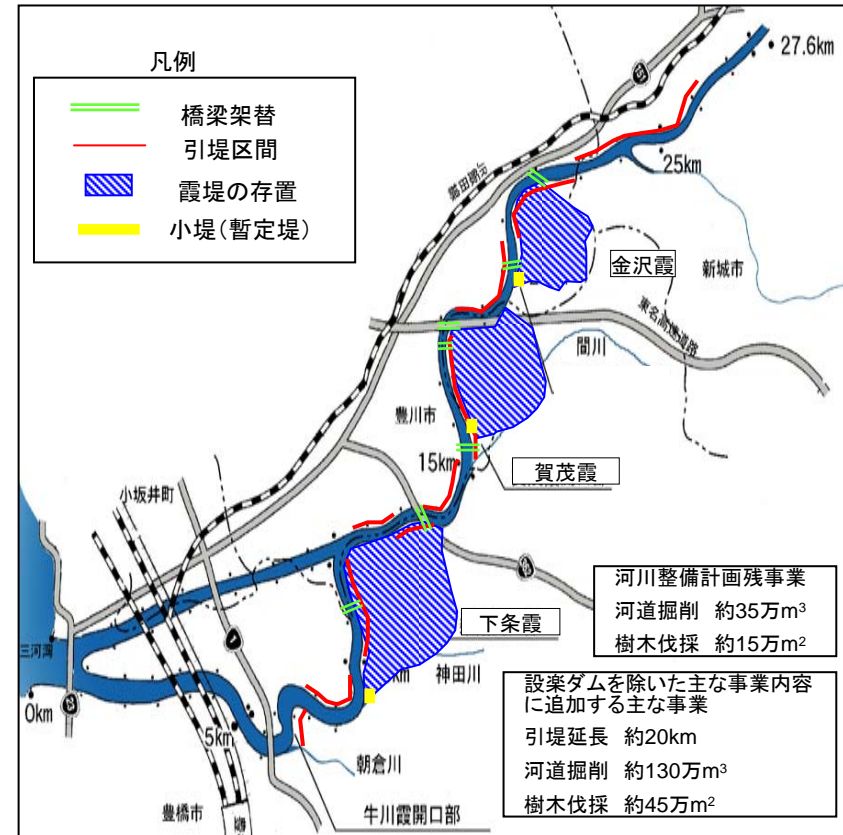 凡例
橋梁架替
引堤区間
霞堤の存置
小堤(暫定堤)
27.6km
151
JR飯田線
25km
金沢霞
新城市
東名高速道路
間川
豊川市
15km
賀茂霞
小坂井町
下条霞
神田川
km
三河湾
1
23
0km
5km
朝倉川
豊橋市
牛川霞開口部
河川整備計画残事業
河道掘削 約35万m³
樹木伐採 約15万m²
設楽ダムを除いた主な事業内容
に追加する主な事業
引堤延長 約20km
河道掘削 約130万m³
樹木伐採 約45万m²